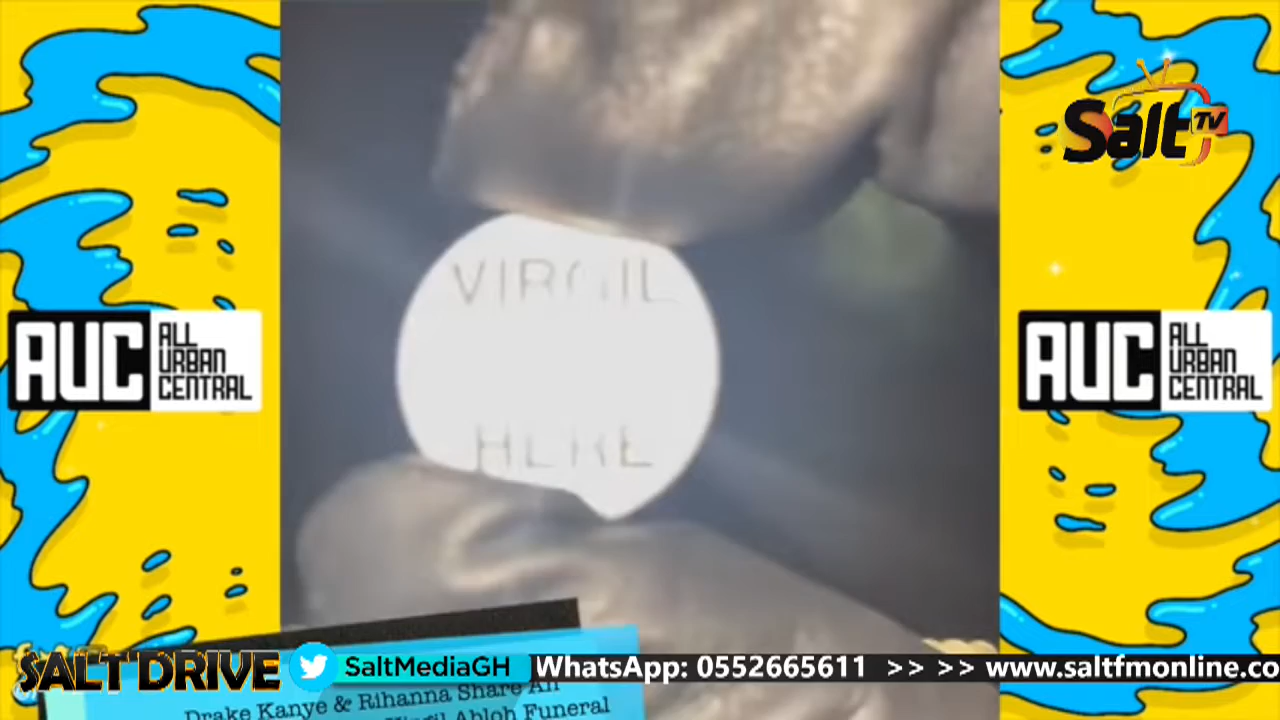 Salt TV
VIRGIL
HERE
AUC ALL
URBAN
CENTRAL
AUC ALL
URBAN
CENTRAL
SALT DRIVE
SaltMediaGH
WhatsApp: 0552665611 >> >> www.saltfmonline.co
Drake Kanye & Rihanna Share An
Virgil Abloh Funeral